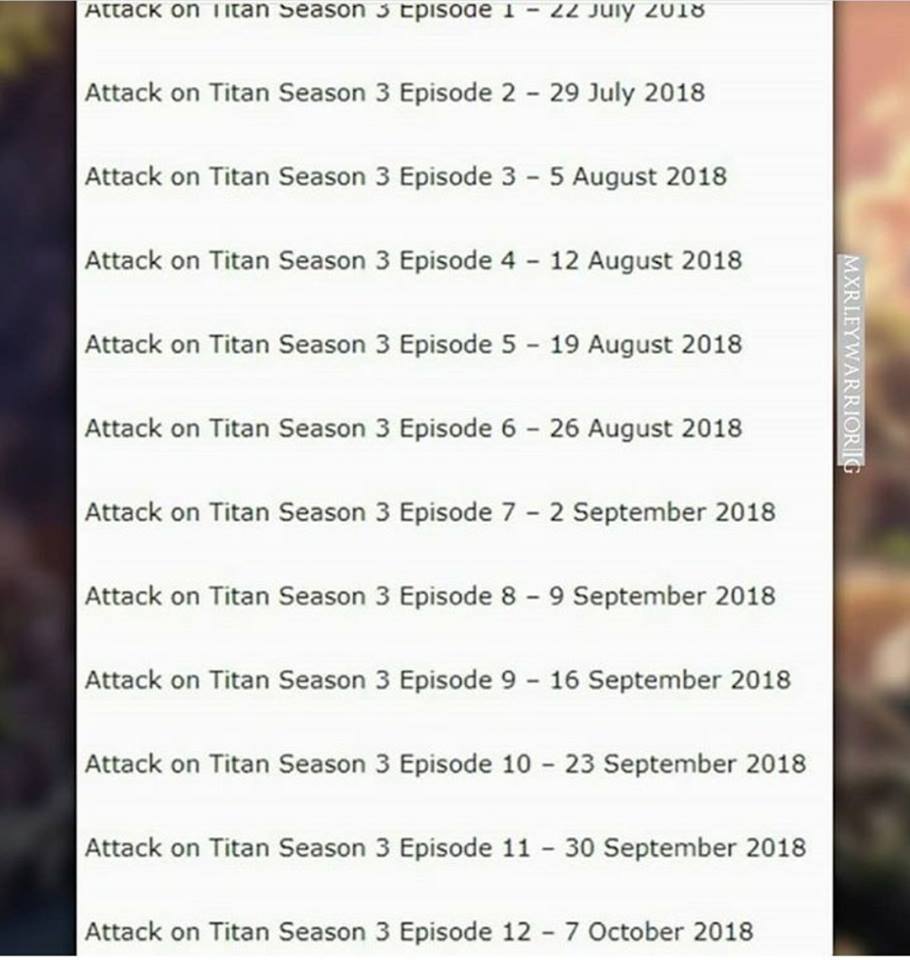 Attack on Titan Season 3 Episode 1 – 22 July 2018
Attack on Titan Season 3 Episode 2 – 29 July 2018
Attack on Titan Season 3 Episode 3 – 5 August 2018
Attack on Titan Season 3 Episode 4 – 12 August 2018
Attack on Titan Season 3 Episode 5 – 19 August 2018
Attack on Titan Season 3 Episode 6 – 26 August 2018
Attack on Titan Season 3 Episode 7 – 2 September 2018
Attack on Titan Season 3 Episode 8 – 9 September 2018
Attack on Titan Season 3 Episode 9 – 16 September 2018
Attack on Titan Season 3 Episode 10 – 23 September 2018
Attack on Titan Season 3 Episode 11 – 30 September 2018
Attack on Titan Season 3 Episode 12 – 7 October 2018
MXRLEYWARRIOR|IG